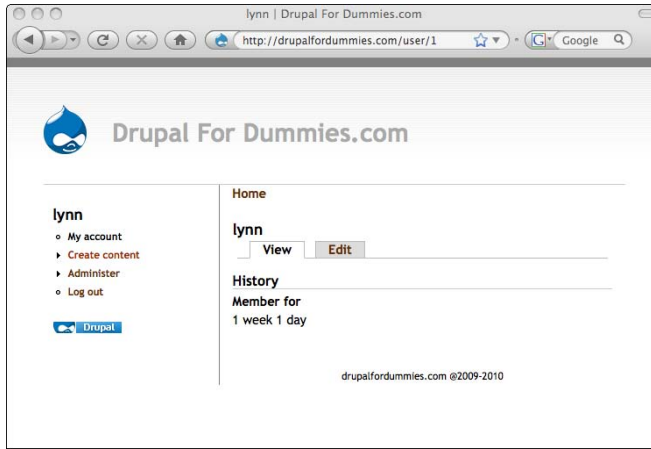 lynn | Drupal For Dummies.com
http://drupalfordummies.com/user/1
Google
Drupal For Dummies.com
lynn
My account
Create content
Administer
Log out
Drupal
Home
lynn
View Edit
History
Member for
1 week 1 day
drupalfordummies.com @2009-2010